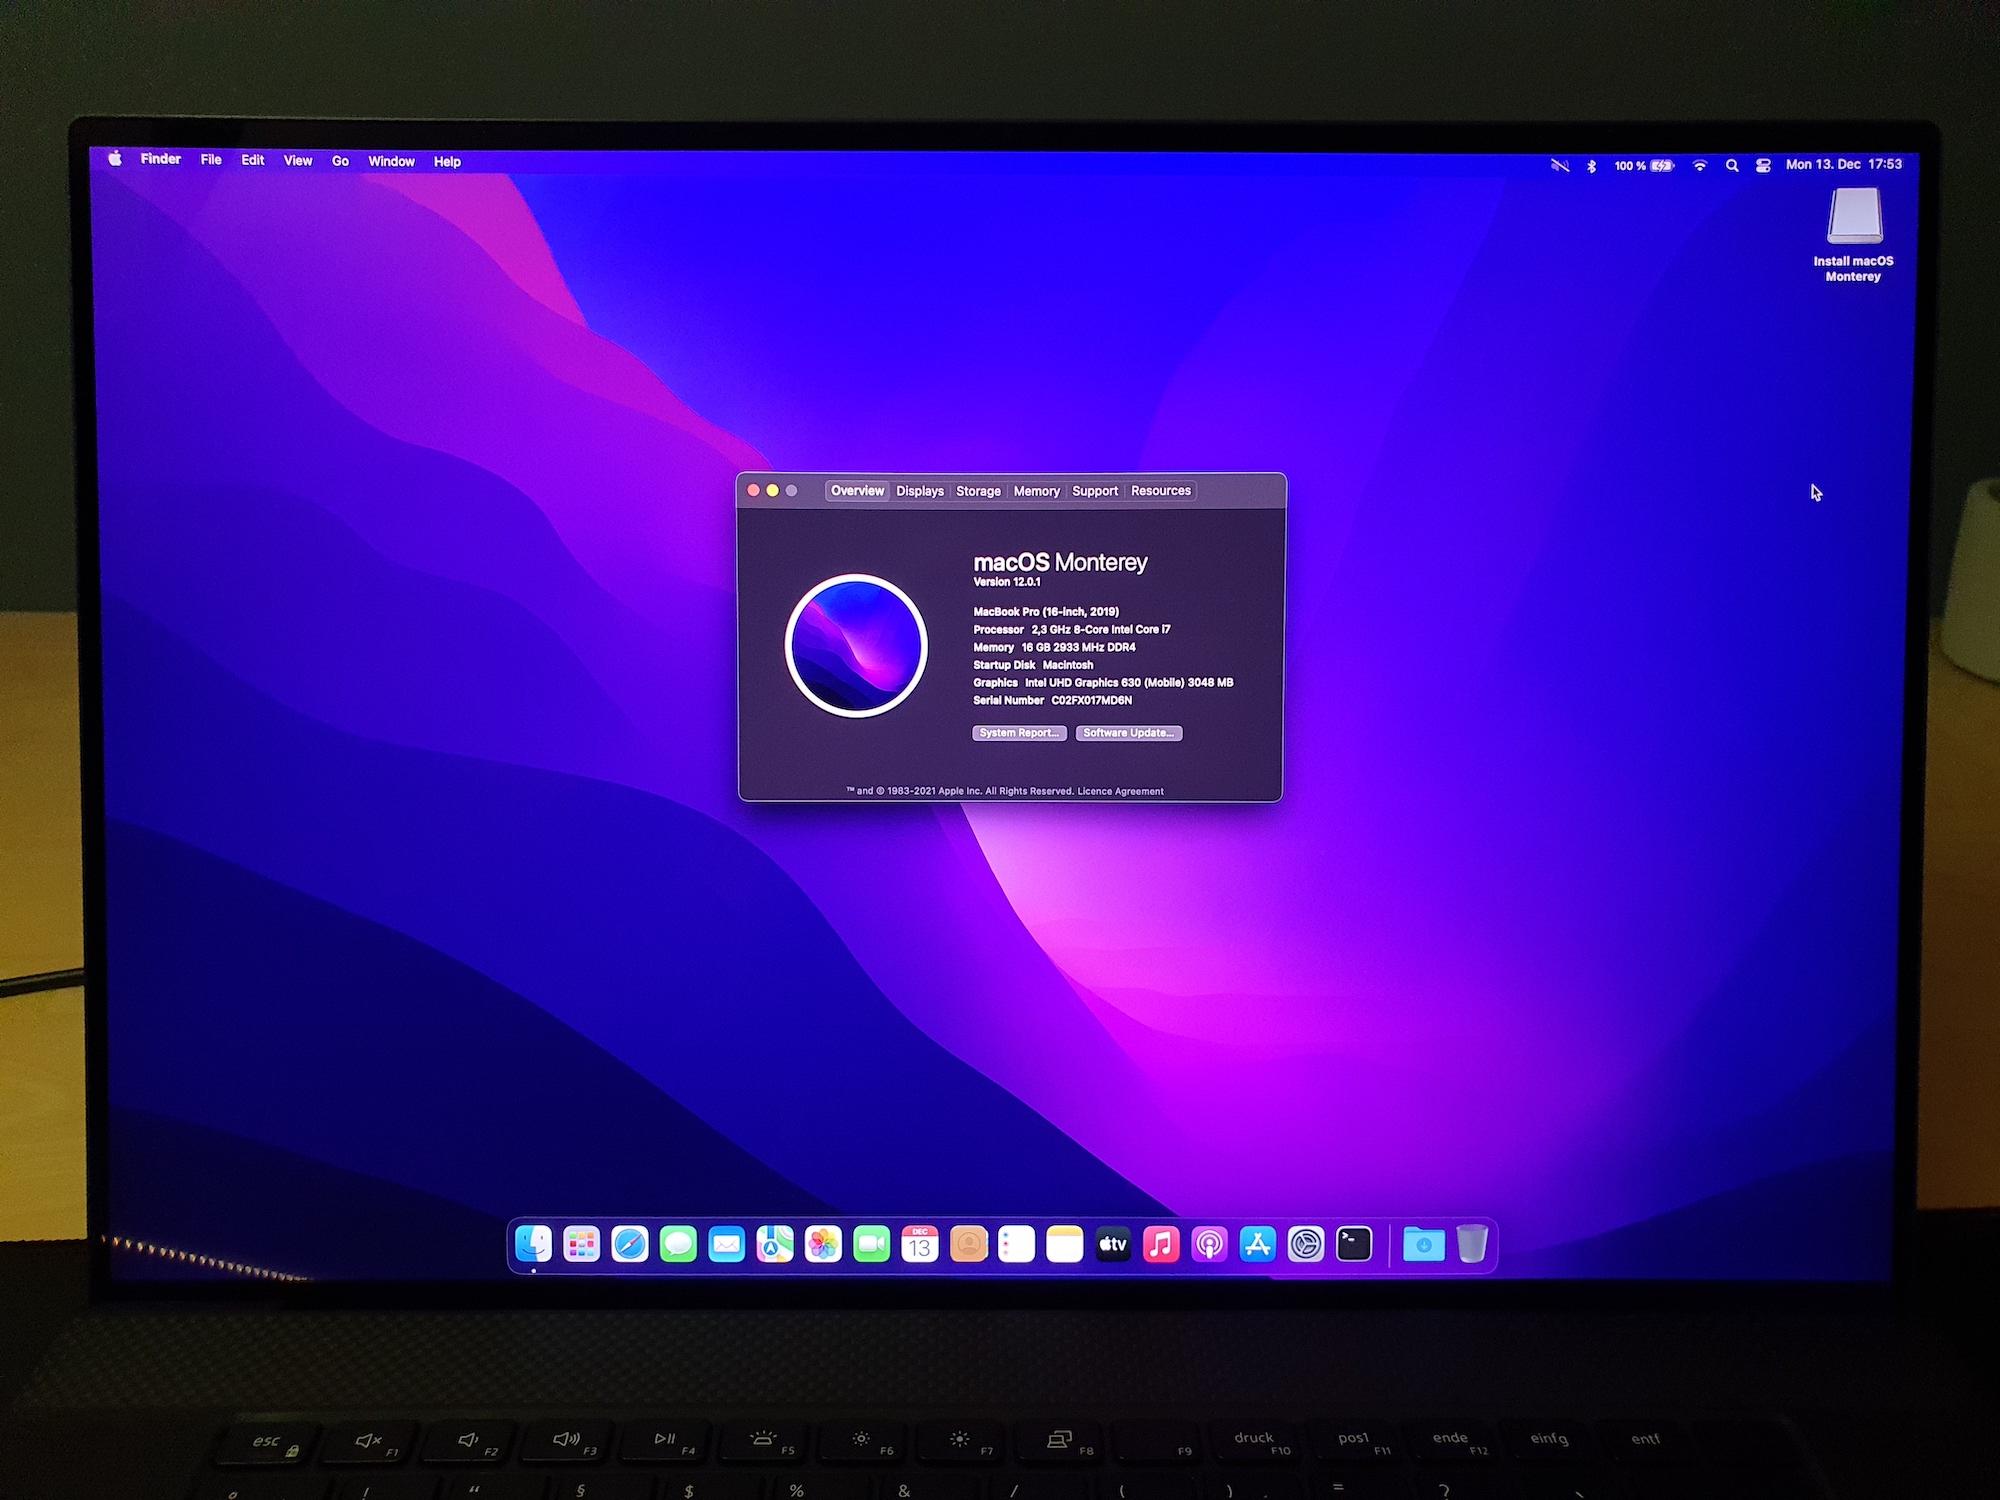 Finder File Edit View Go Window Help
100 % Mon 13. Dec 17:53
Install macOS
Monterey
Overview Displays Storage Memory Support Resources
macOS Monterey
Version 12.0.1
MacBook Pro (16-inch, 2019)
Processor 2,3 GHz 8-Core Intel Core i7
Memory 16 GB 2933 MHz DDR4
Startup Disk Macintosh
Graphics Intel UHD Graphics 630 (Mobile) 3048 MB
Serial Number C02FX017MD6N
System Report... Software Update...
™ and © 1983-2021 Apple Inc. All Rights Reserved. Licence Agreement
DEC
13
tv
esc F1 F2 F3 F4 F5 F6 F7 F8 F9 druck F10 pos1 F11 ende F12 einfg entf
° ! " § $ % & / ( ) = ?